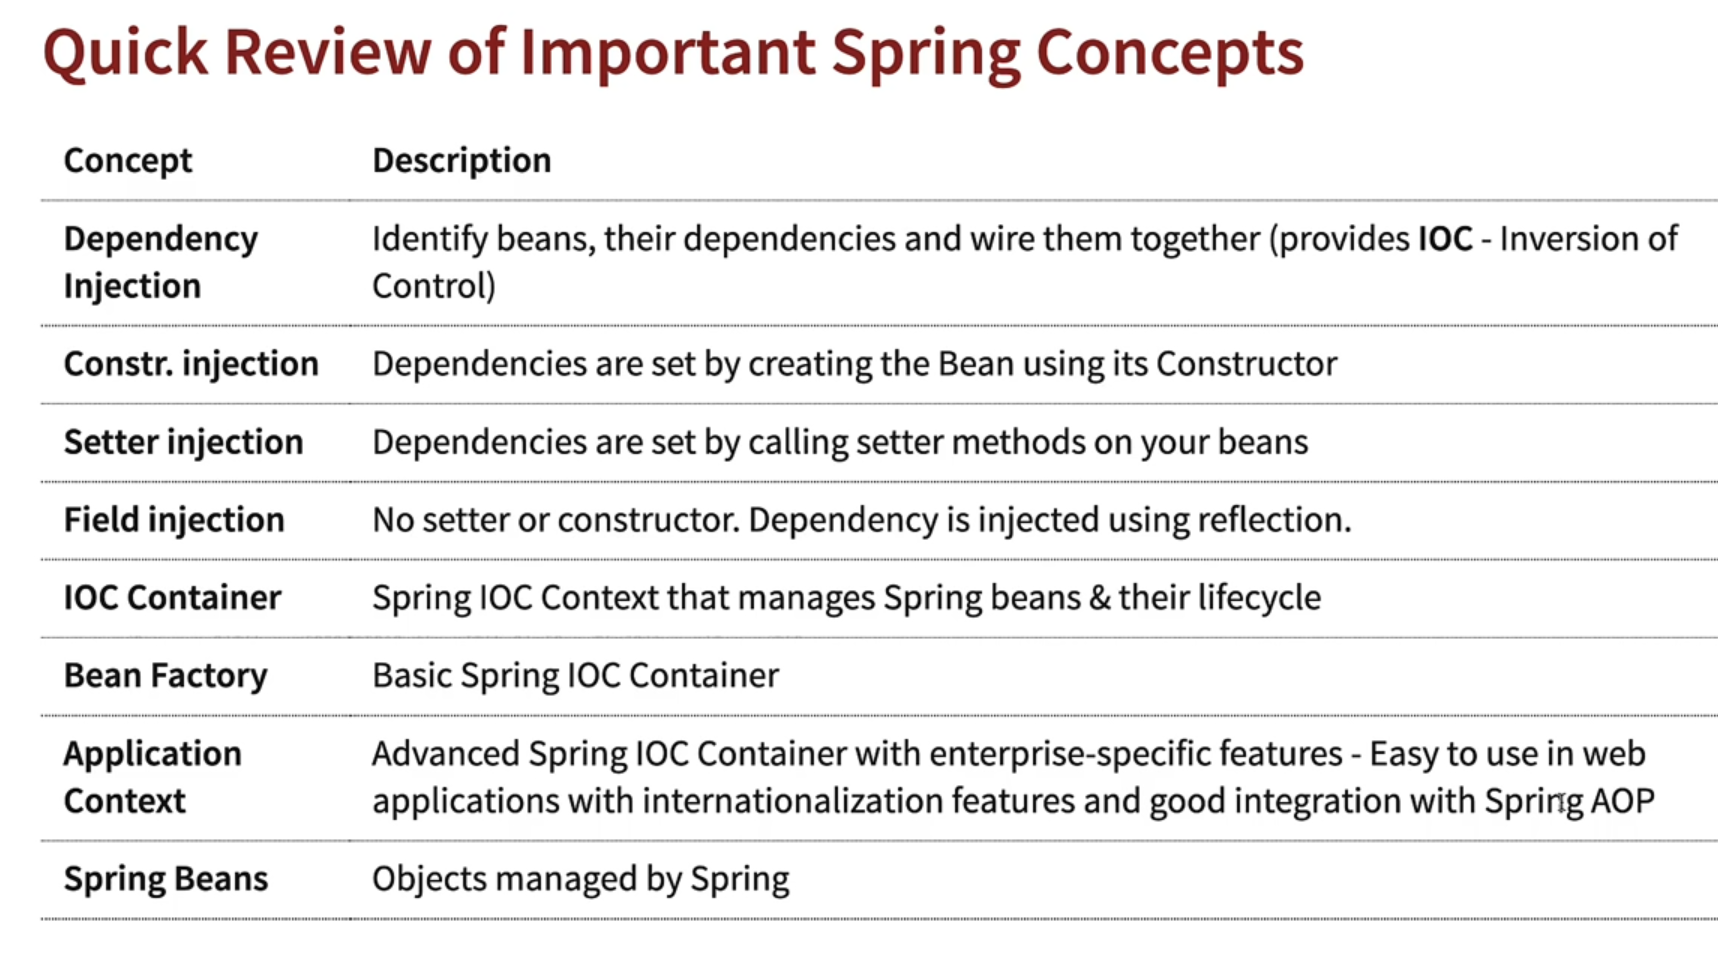 Quick Review of Important Spring Concepts
Concept Description
Dependency Injection Identify beans, their dependencies and wire them together (provides IOC - Inversion of
Control)
Constr. injection Dependencies are set by creating the Bean using its Constructor
Setter injection Dependencies are set by calling setter methods on your beans
Field injection No setter or constructor. Dependency is injected using reflection.
IOC Container Spring IOC Context that manages Spring beans & their lifecycle
Bean Factory Basic Spring IOC Container
Application Context Advanced Spring IOC Container with enterprise-specific features - Easy to use in web
applications with internationalization features and good integration with Spring AOP
Spring Beans Objects managed by Spring